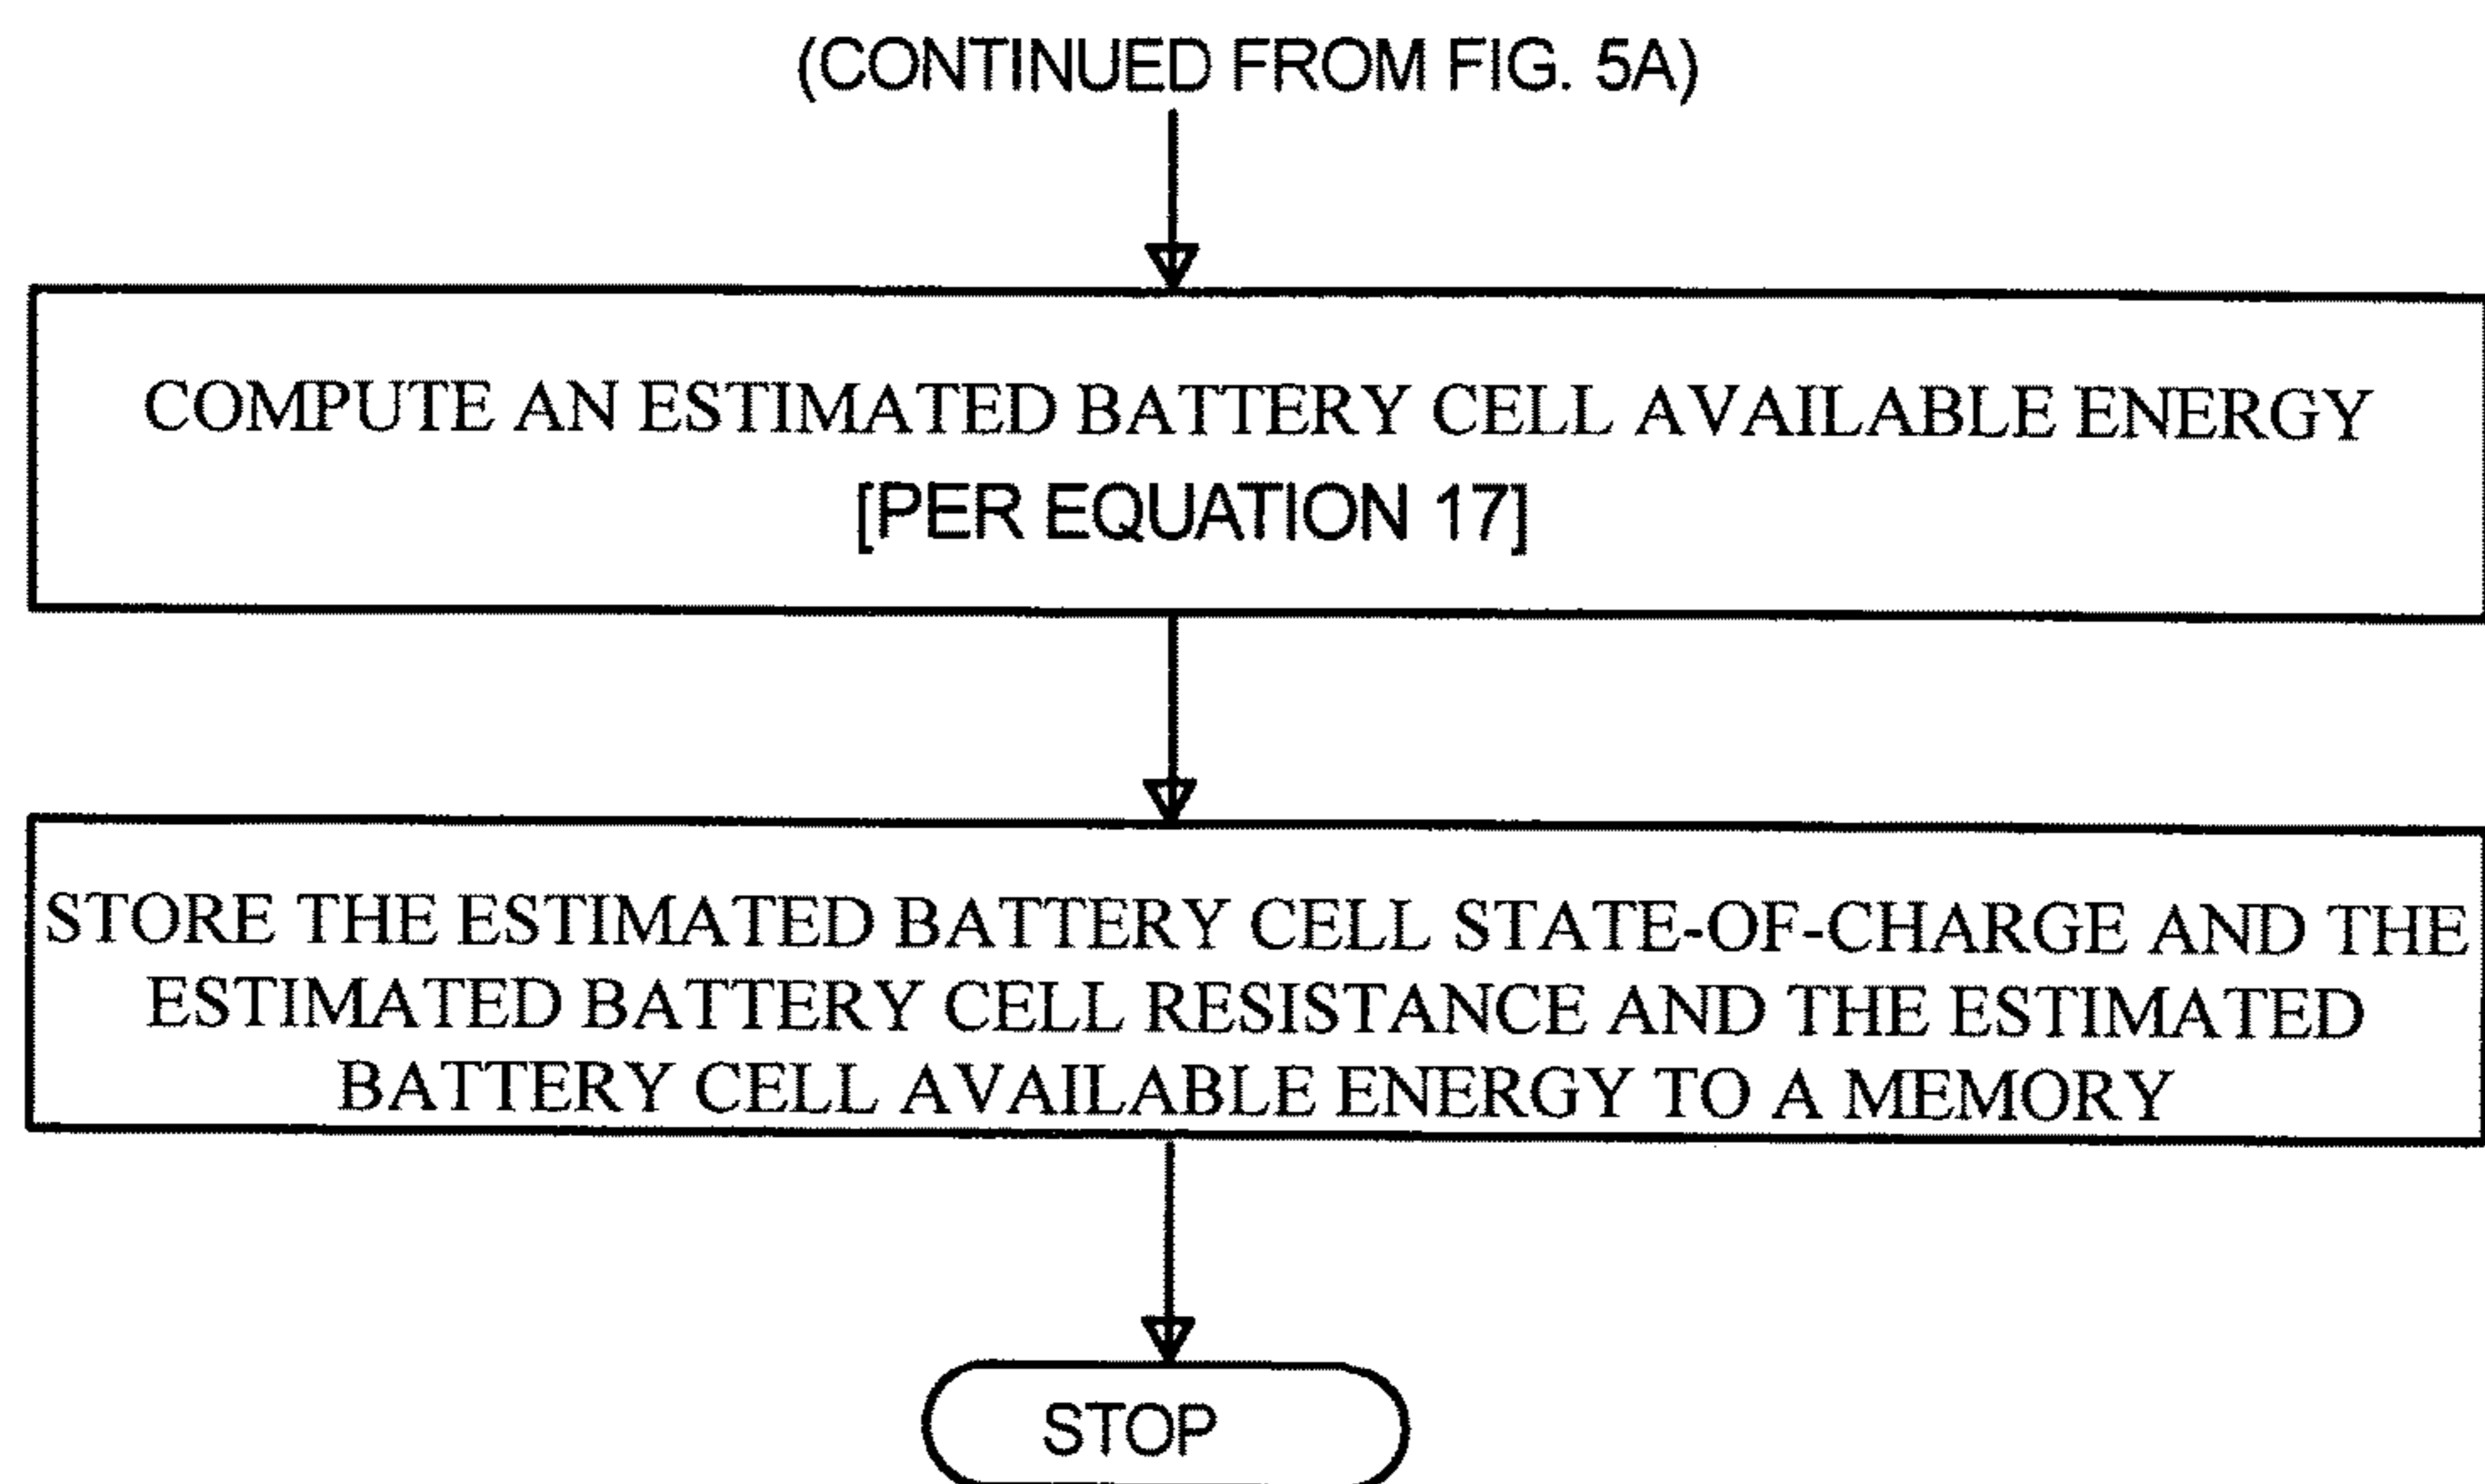 (CONTINUED FROM FIG. 5A)
COMPUTE AN ESTIMATED BATTERY CELL AVAILABLE ENERGY
[PER EQUATION 17]
STORE THE ESTIMATED BATTERY CELL STATE-OF-CHARGE AND THE
ESTIMATED BATTERY CELL RESISTANCE AND THE ESTIMATED
BATTERY CELL AVAILABLE ENERGY TO A MEMORY
STOP